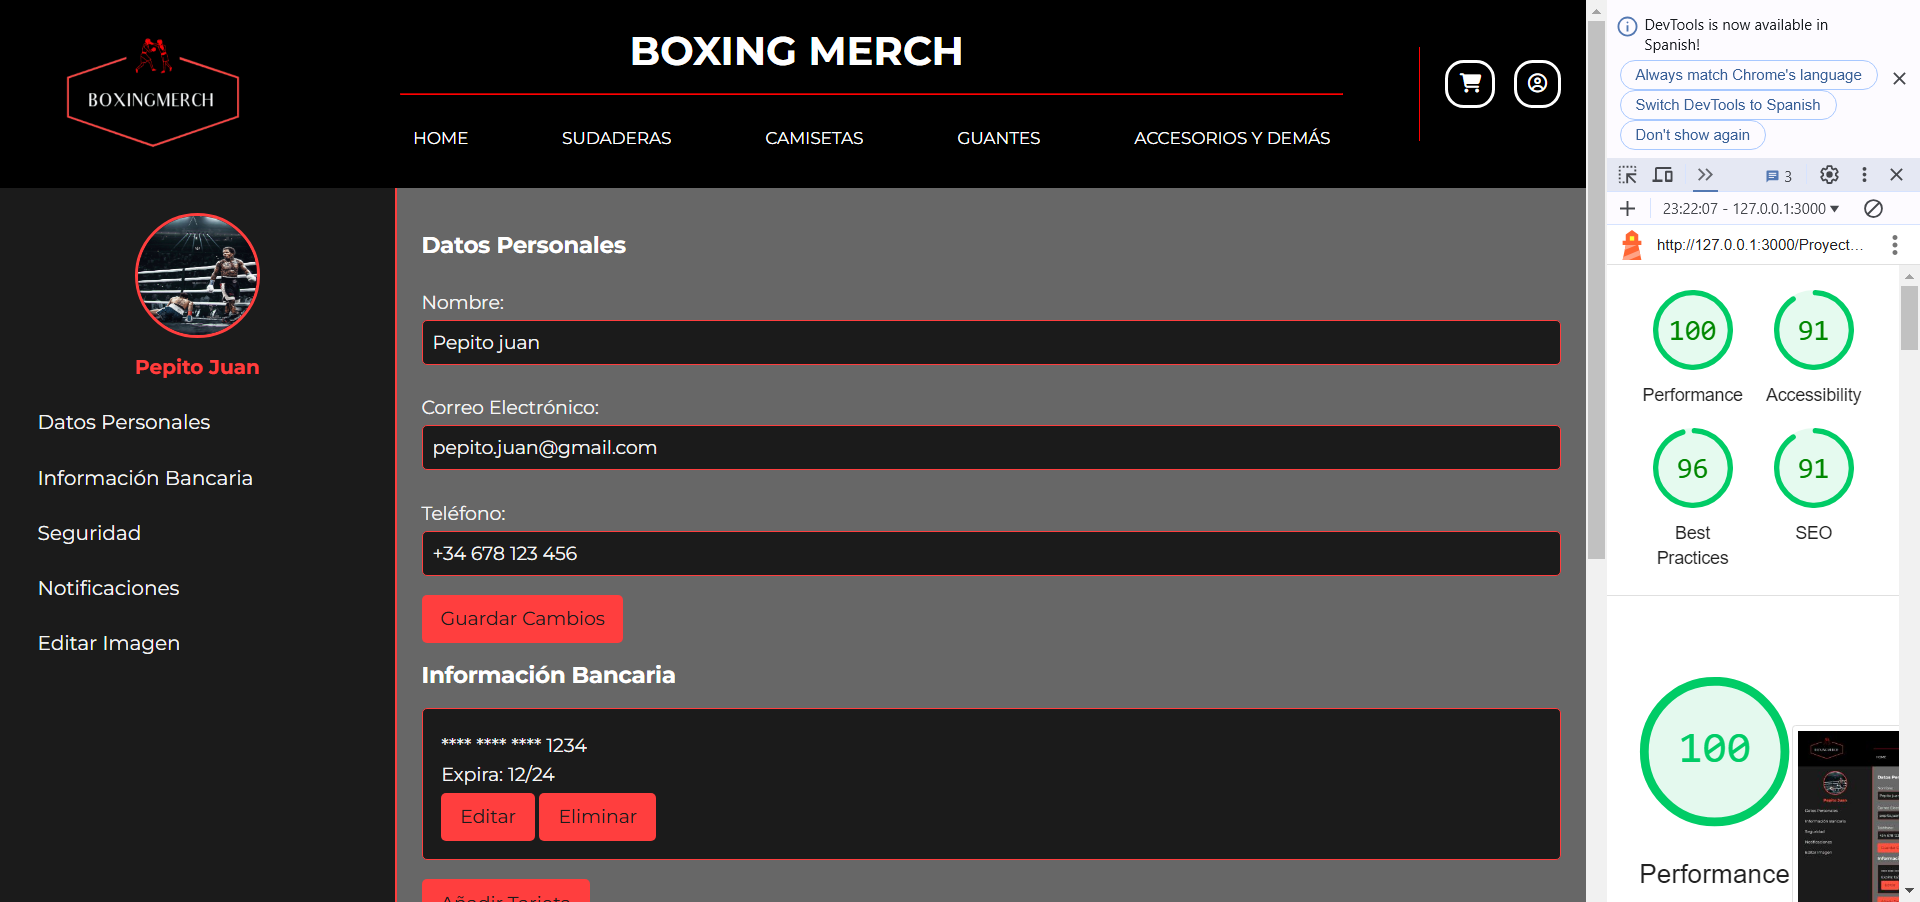 BOXINGMERCH
BOXING MERCH
HOME
SUDADERAS
CAMISETAS
GUANTES
ACCESORIOS Y DEMÁS
Pepito Juan
Datos Personales
Información Bancaria
Seguridad
Notificaciones
Editar Imagen
Datos Personales
Nombre:
Pepito juan
Correo Electrónico:
pepito.juan@gmail.com
Teléfono:
+34 678 123 456
Guardar Cambios
Información Bancaria
**** **** **** 1234
Expira: 12/24
Editar
Eliminar
Añadir Tarjeta
DevTools is now available in
Spanish!
Always match Chrome's language
Switch DevTools to Spanish
Don't show again
3
23:22:07 - 127.0.0.1:3000
http://127.0.0.1:3000/Proyect...
100
Performance
91
Accessibility
96
Best
Practices
91
SEO
100
Performance